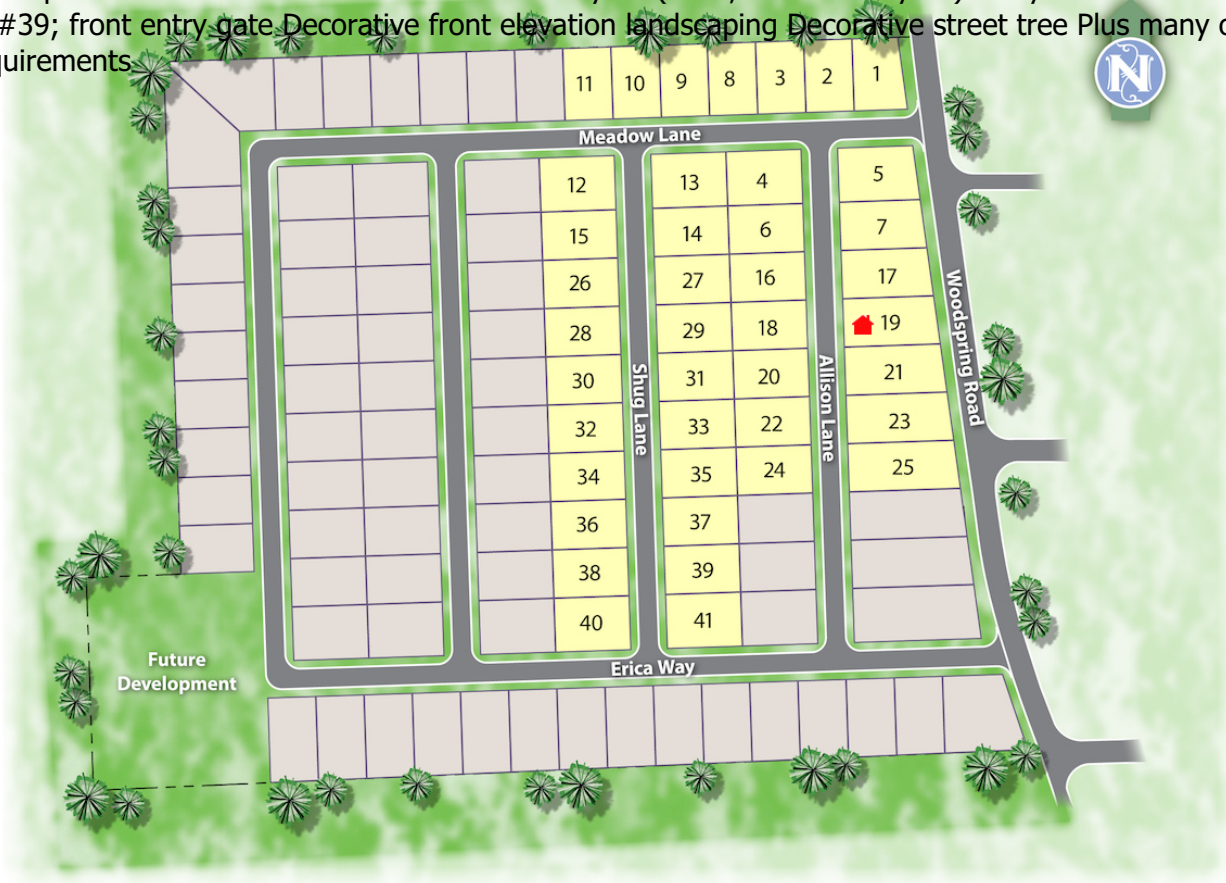 #39; front entry gate Decorative front elevation landscaping Decorative street tree Plus many
quirements
N
11 10 9 8 3 2 1
Meadow Lane
12 13 4 5
15 14 6 7
26 27 16 17
28 29 18 19
30 31 20 21
32 33 22 23
34 35 24 25
36 37
38 39
40 41
Shug Lane
Allison Lane
Woodspring Road
Erica Way
Future
Development